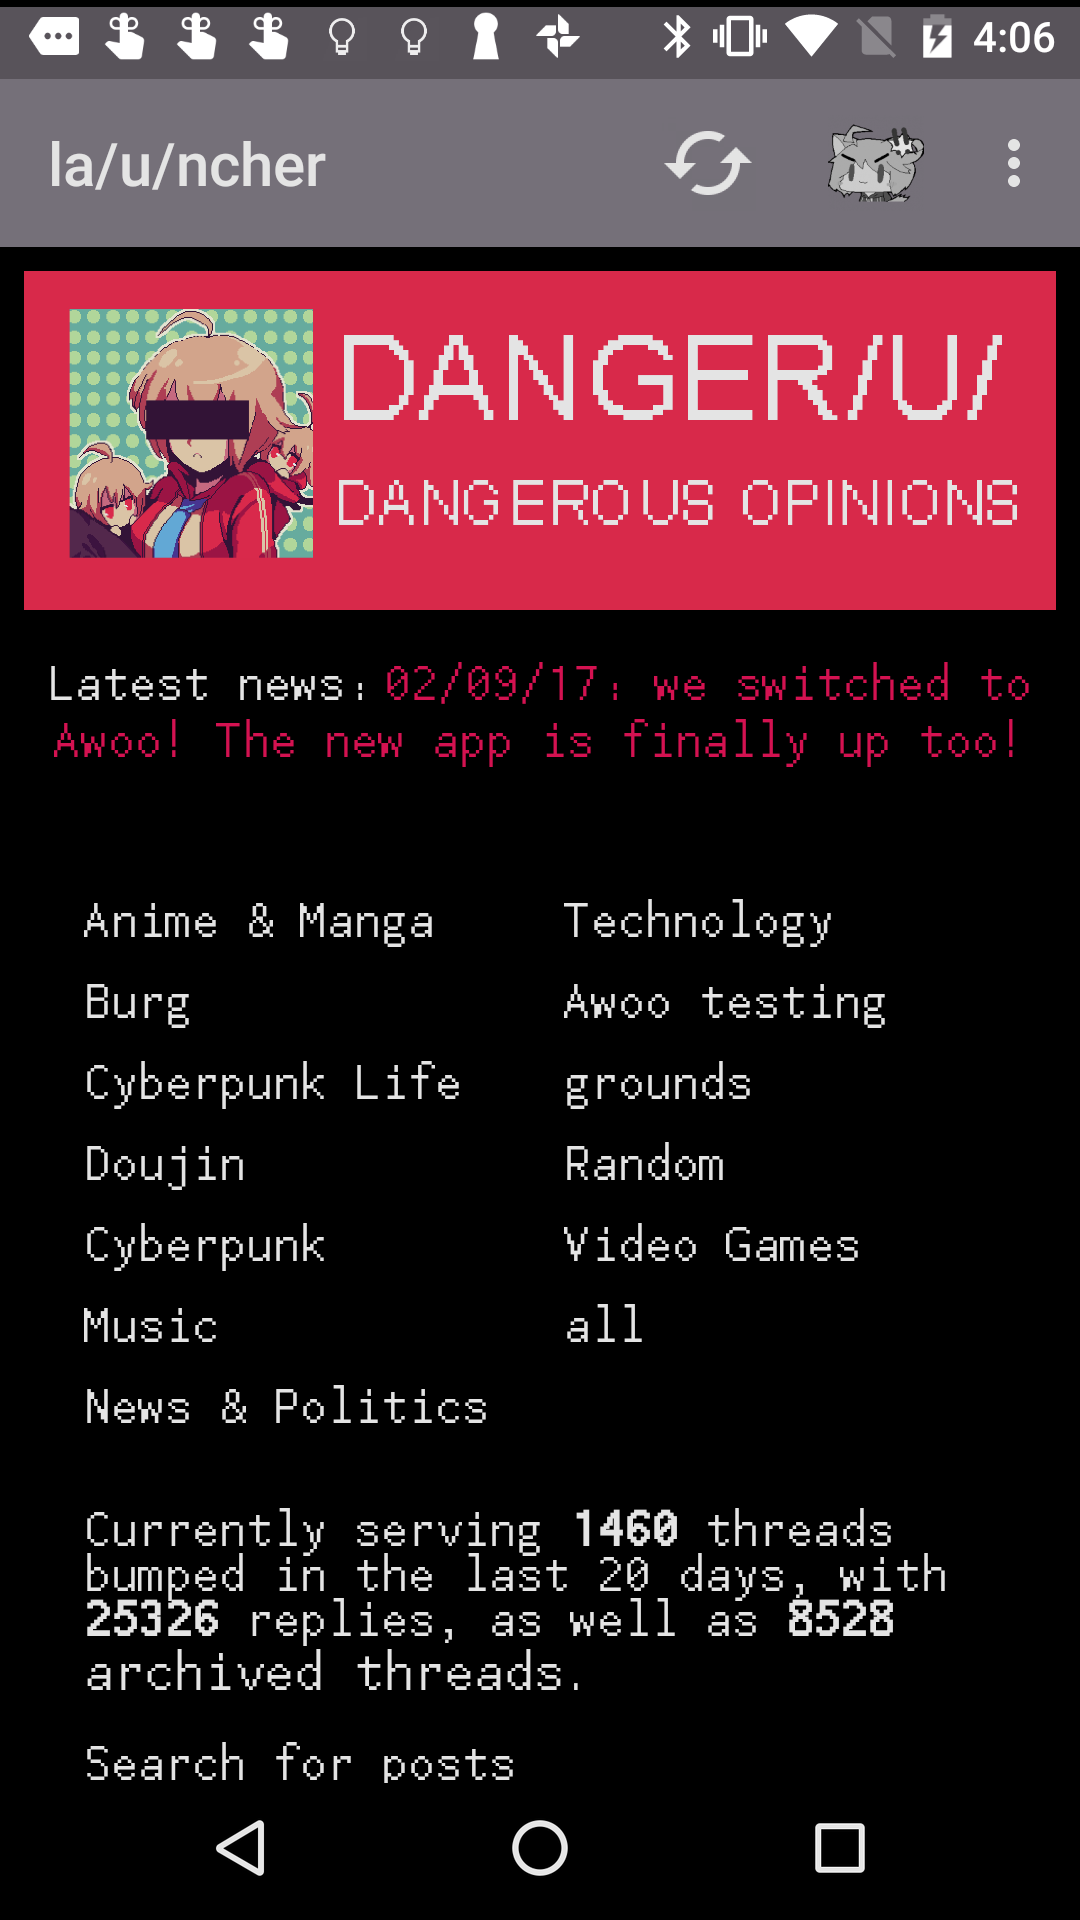 4:06
la/u/ncher
DANGER/U/
DANGEROUS OPINIONS
Latest news: 02/09/17: we switched to
Awoo! The new app is finally up too!
Anime & Manga
Burg
Cyberpunk Life
Doujin
Cyberpunk
Music
News & Politics
Technology
Awoo testing
grounds
Random
Video Games
all
Currently serving 1460 threads
bumped in the last 20 days, with
25326 replies, as well as 8528
archived threads.
Search for posts